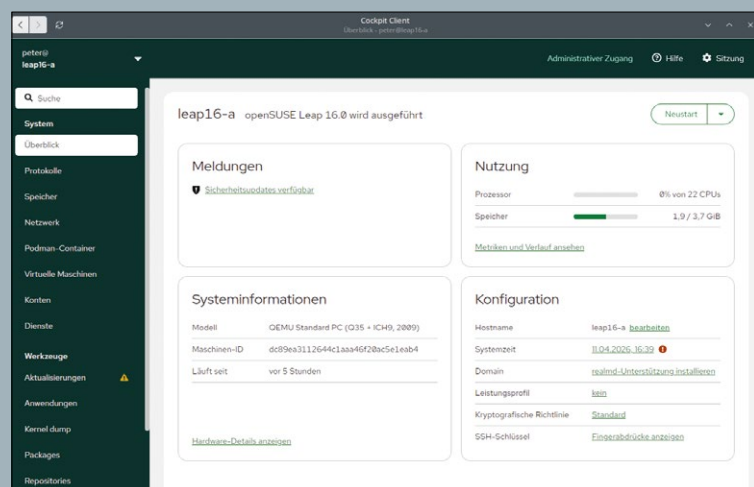 Cockpit Client
Überblick - peter@leap16-a
peter@
leap16-a
Administrativer Zugang
Hilfe
Sitzung
Suche
System
Überblick
Protokolle
Speicher
Netzwerk
Podman-Container
Virtuelle Maschinen
Konten
Dienste
Werkzeuge
Aktualisierungen
Anwendungen
Kernel dump
Packages
Repositories
leap16-a openSUSE Leap 16.0 wird ausgeführt
Neustart
Meldungen
Sicherheitsupdates verfügbar
Nutzung
Prozessor 0% von 22 CPUs
Speicher 1,9 / 3,7 GiB
Metriken und Verlauf ansehen
Systeminformationen
Modell QEMU Standard PC (Q35 + ICH9, 2009)
Maschinen-ID dc89ea3112644c1aaa46f20ac5e1eab4
Läuft seit vor 5 Stunden
Hardware-Details anzeigen
Konfiguration
Hostname leap16-a bearbeiten
Systemzeit 11.04.2026, 16:39
Domain realmd-Unterstützung installieren
Leistungsprofil kein
Kryptografische Richtlinie Standard
SSH-Schlüssel Fingerabdrücke anzeigen